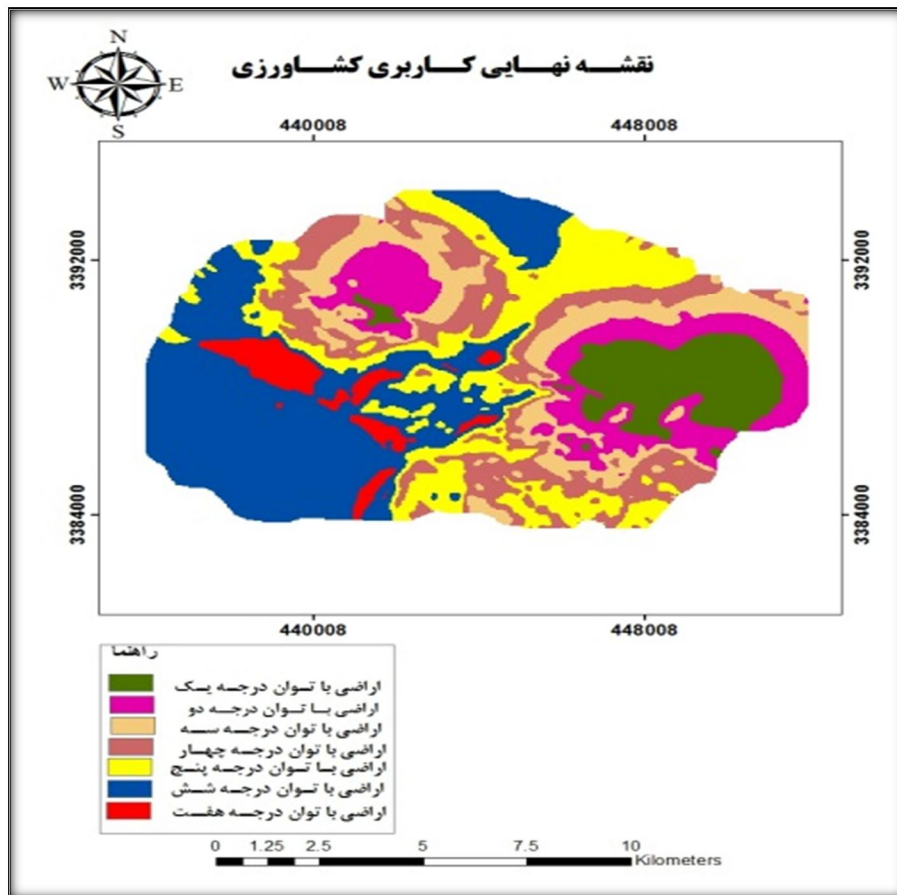 N
W E
S
نقشه نهایی کاربری کشاورزی
440008 448008
3392000 3392000
3384000 3384000
440008 448008
راهنما
اراضی با توان درجه یک
اراضی با توان درجه دو
اراضی با توان درجه سه
اراضی با توان درجه چهار
اراضی با توان درجه پنج
اراضی با توان درجه شش
اراضی با توان درجه هفت
0 1.25 2.5 5 7.5 10
Kilometers